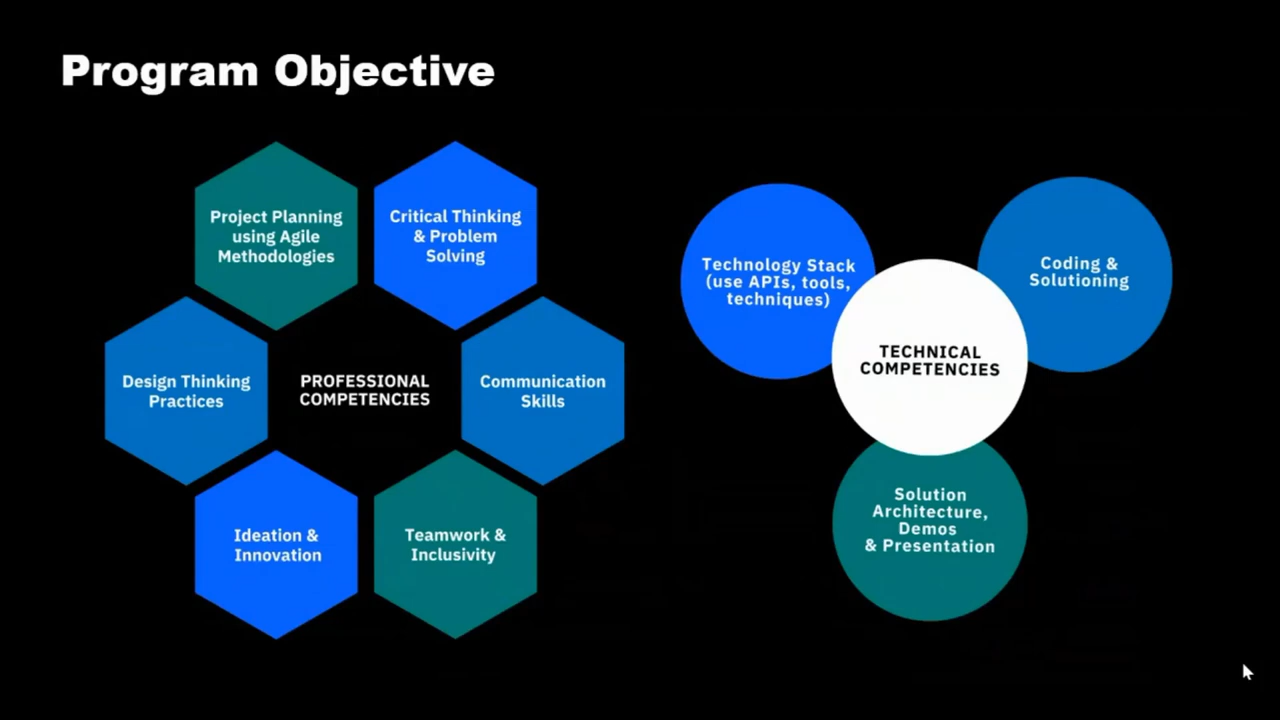 Program Objective
Project Planning
using Agile
Methodologies
Critical Thinking
& Problem
Solving
Design Thinking
Practices
PROFESSIONAL
COMPETENCIES
Communication
Skills
Ideation &
Innovation
Teamwork &
Inclusivity
Technology Stack
(use APIs, tools,
techniques)
Coding &
Solutioning
TECHNICAL
COMPETENCIES
Solution
Architecture,
Demos
& Presentation